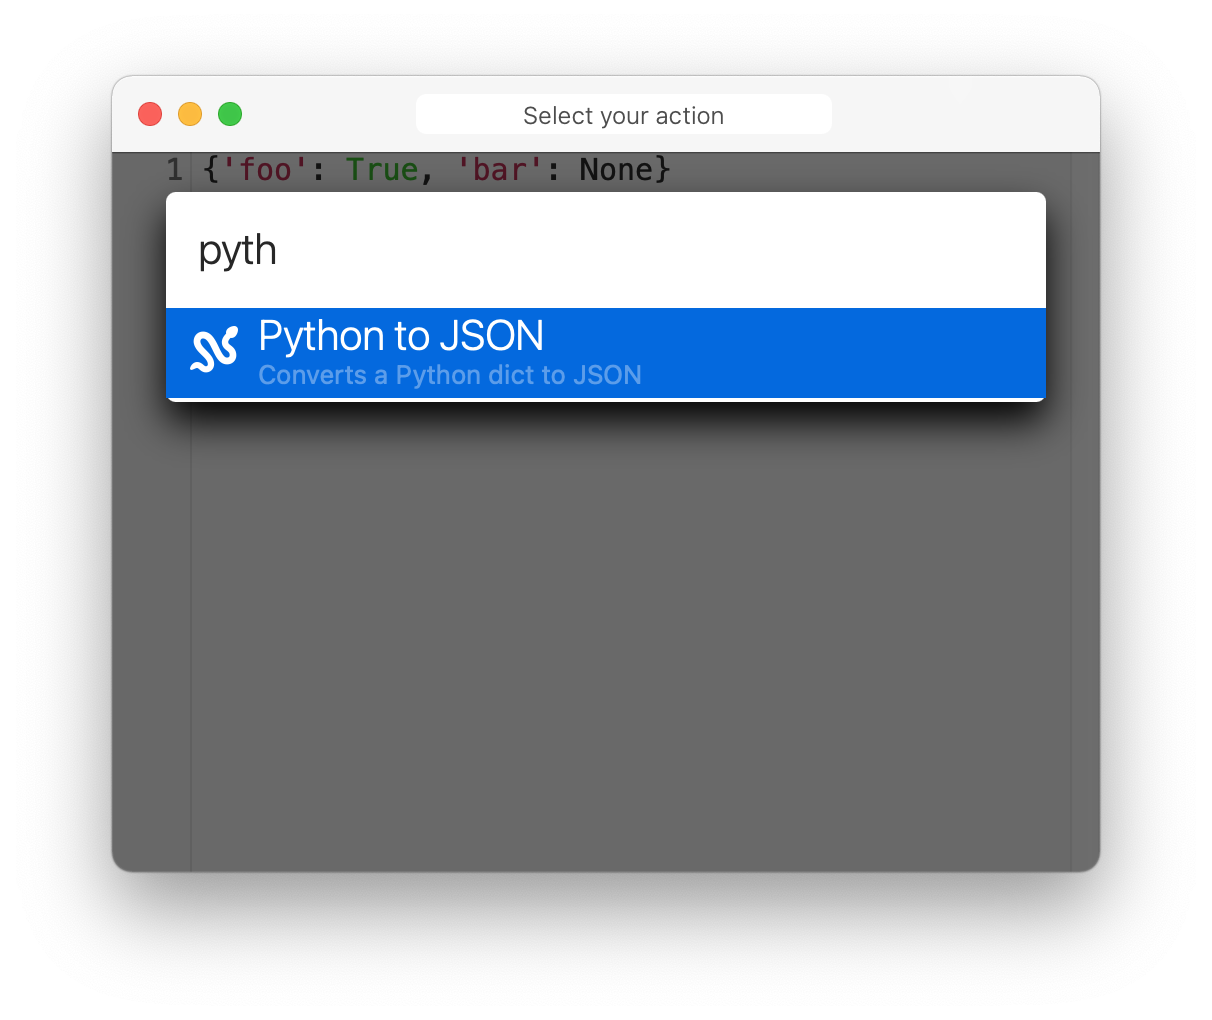 Select your action
1 {'foo': True, 'bar': None}
pyth
Python to JSON
Converts a Python dict to JSON